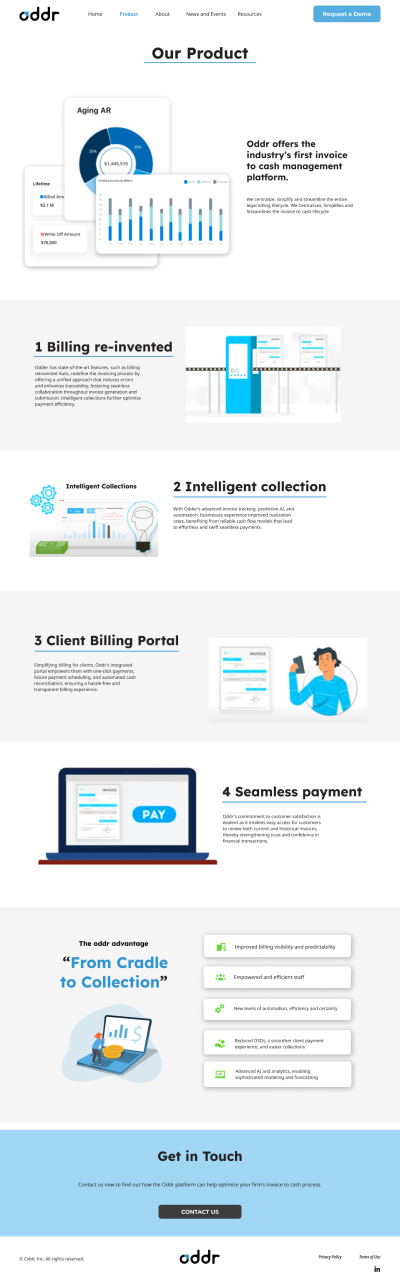 oddr
Home Product About News and Events Resources
Request a Demo
Our Product
Aging AR
35%
35%
$1,445,510
Lifetime
$2.1 M
Write Off Amount
$78,000
Oddr offers the
industry's first invoice
to cash management
platform.
We centralize, simplify and streamline the entire
legal billing lifecycle. We Centralizes, Simplifies and
Streamlines the invoice to cash lifecycle
1 Billing re-invented
Odder has state-of-the-art features, such as billing
reinvented Auto, redefine the invoicing process by
offering a unified approach that reduces errors
and enhances traceability, fostering seamless
collaboration throughout invoice generation and
submission. Intelligent collections further optimize
payment efficiency.
Intelligent Collections
2 Intelligent collection
With Odder's advanced invoice tracking, predictive AI, and
automation, businesses experience improved realization
rates, benefiting from reliable cash flow models that lead
to effortless and swift seamless payments.
3 Client Billing Portal
Simplifying billing for clients, Oddr's integrated
portal empowers them with one-click payments,
future payment scheduling, and automated cash
reconciliation, ensuring a hassle-free and
transparent billing experience.
INVOICE
INVOICE
PAY
4 Seamless payment
Oddr's commitment to customer satisfaction is
evident as it enables easy access for customers
to review both current and historical invoices,
thereby strengthening trust and confidence in
financial transactions.
The oddr advantage
“From Cradle
to Collection”
Improved billing visibility and predictability
Empowered and efficient staff
New levels of automation, efficiency and certainty
Reduced DSOs, a smoother client payment
experience, and easier collections
Advanced AI and analytics, enabling
sophisticated modeling and forecasting
Get in Touch
Contact us now to find out how the Oddr platform can help optimize your firm's invoice to cash process.
CONTACT US
© Oddr, Inc. All rights reserved.
oddr
Privacy Policy Terms of Use
in